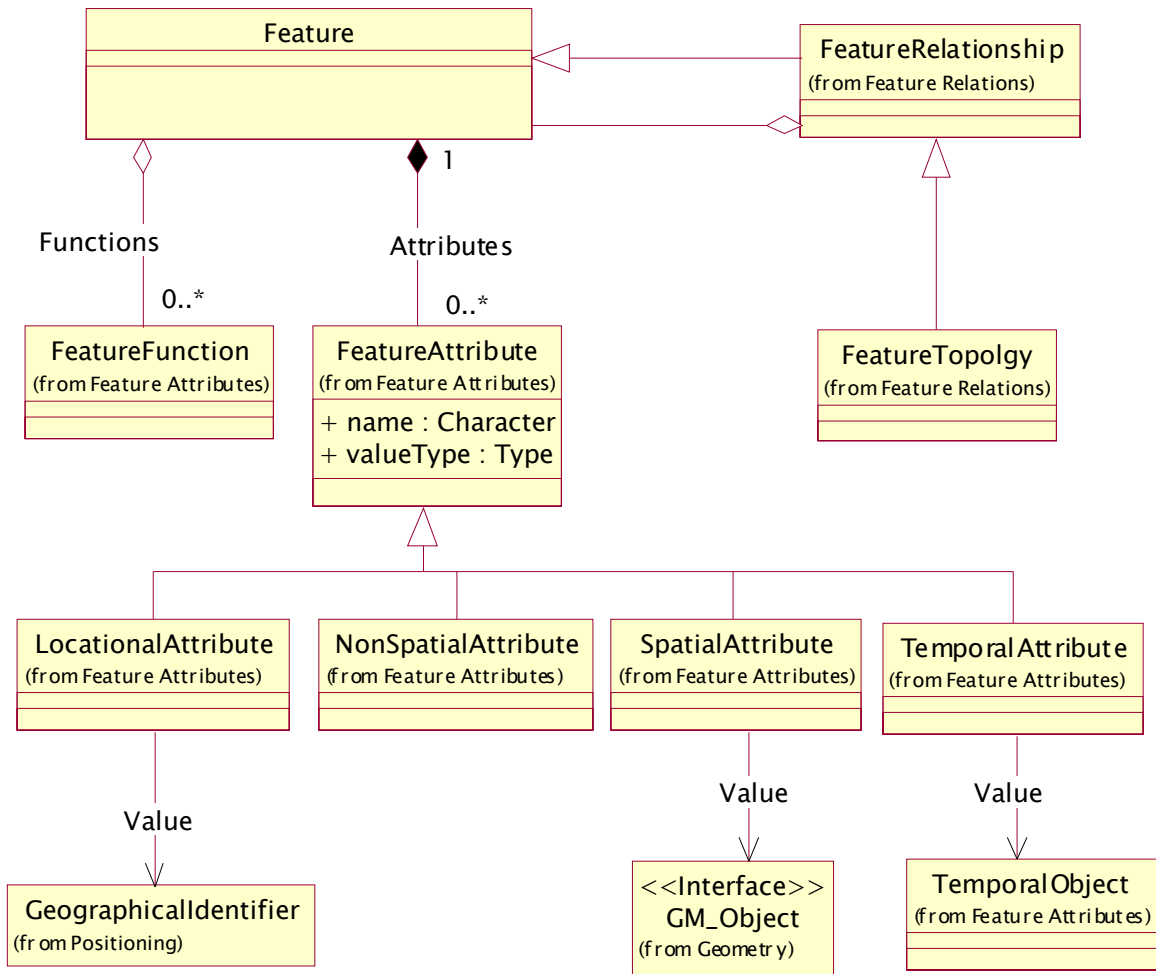 Feature
FeatureRelationship
(from Feature Relations)
1
Functions
Attributes
0..*
0..*
FeatureFunction
(from Feature Attributes)
FeatureAttribute
(from Feature Attributes)
+ name : Character
+ valueType : Type
FeatureTopolgy
(from Feature Relations)
LocationalAttribute
(from Feature Attributes)
NonSpatialAttribute
(from Feature Attributes)
SpatialAttribute
(from Feature Attributes)
TemporalAttribute
(from Feature Attributes)
Value
Value
Value
GeographicalIdentifier
(from Positioning)
<<Interface>>
GM_Object
(from Geometry)
TemporalObject
(from Feature Attributes)